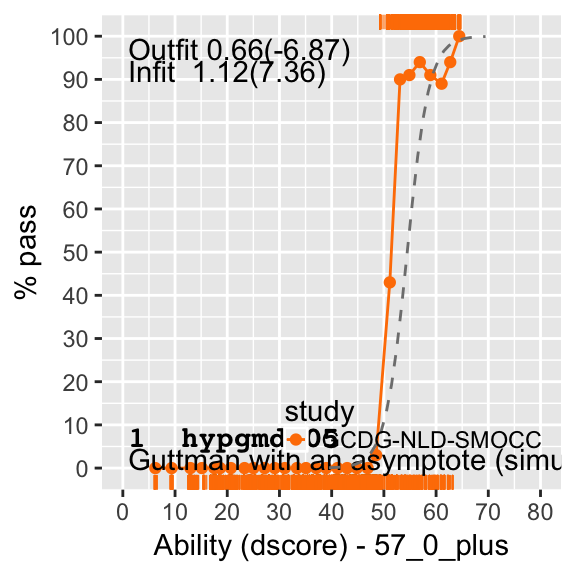 100
90
80
70
60
50
40
30
20
10
0
% pass
Outfit 0.66(-6.87)
Infit 1.12(7.36)
study
1 hypgmd 05
GCDG-NLD-SMOCC
Guttman with an asymptote (simu
0 10 20 30 40 50 60 70 80
Ability (dscore) - 57_0_plus